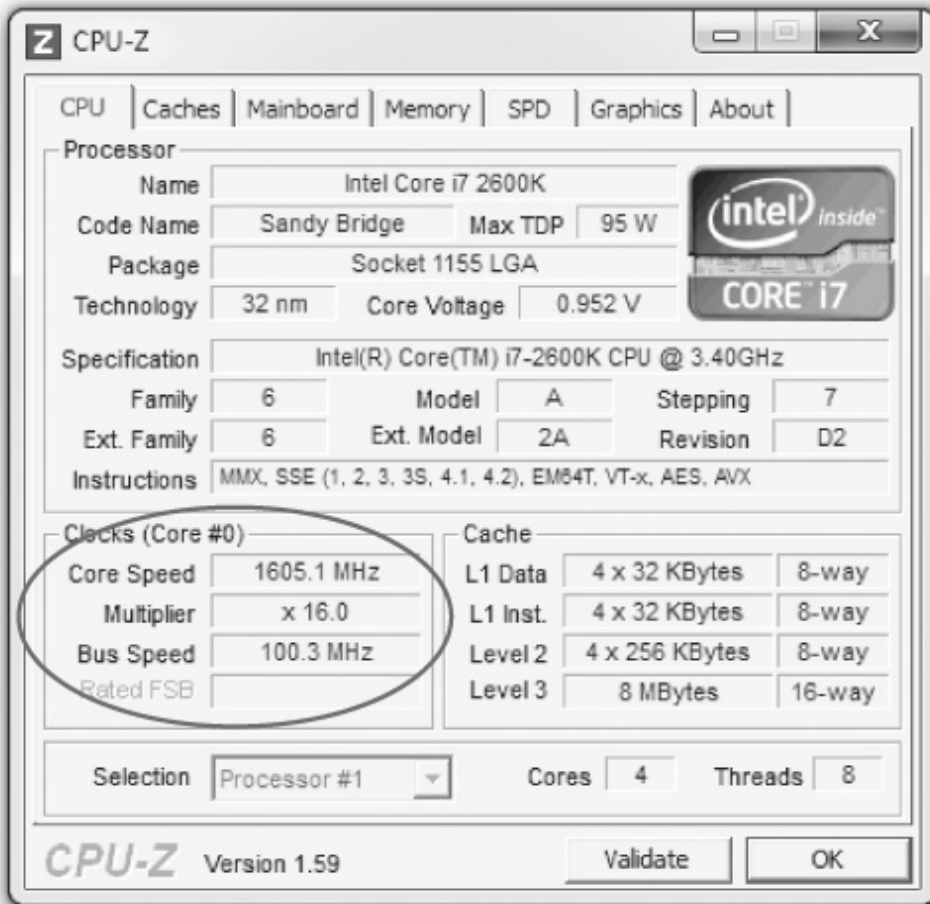 Z CPU-Z
CPU Caches Mainboard Memory SPD Graphics About
Processor
Name Intel Core i7 2600K
Code Name Sandy Bridge Max TDP 95 W
Package Socket 1155 LGA
Technology 32 nm Core Voltage 0.952 V
intel inside™
CORE™ i7
Specification Intel(R) Core(TM) i7-2600K CPU @ 3.40GHz
Family 6 Model A Stepping 7
Ext. Family 6 Ext. Model 2A Revision D2
Instructions MMX, SSE (1, 2, 3, 3S, 4.1, 4.2), EM64T, VT-x, AES, AVX
Clocks (Core #0)
Core Speed 1605.1 MHz
Multiplier x 16.0
Bus Speed 100.3 MHz
Rated FSB
Cache
L1 Data 4 x 32 KBytes 8-way
L1 Inst. 4 x 32 KBytes 8-way
Level 2 4 x 256 KBytes 8-way
Level 3 8 MBytes 16-way
Selection Processor #1 Cores 4 Threads 8
CPU-Z Version 1.59 Validate OK